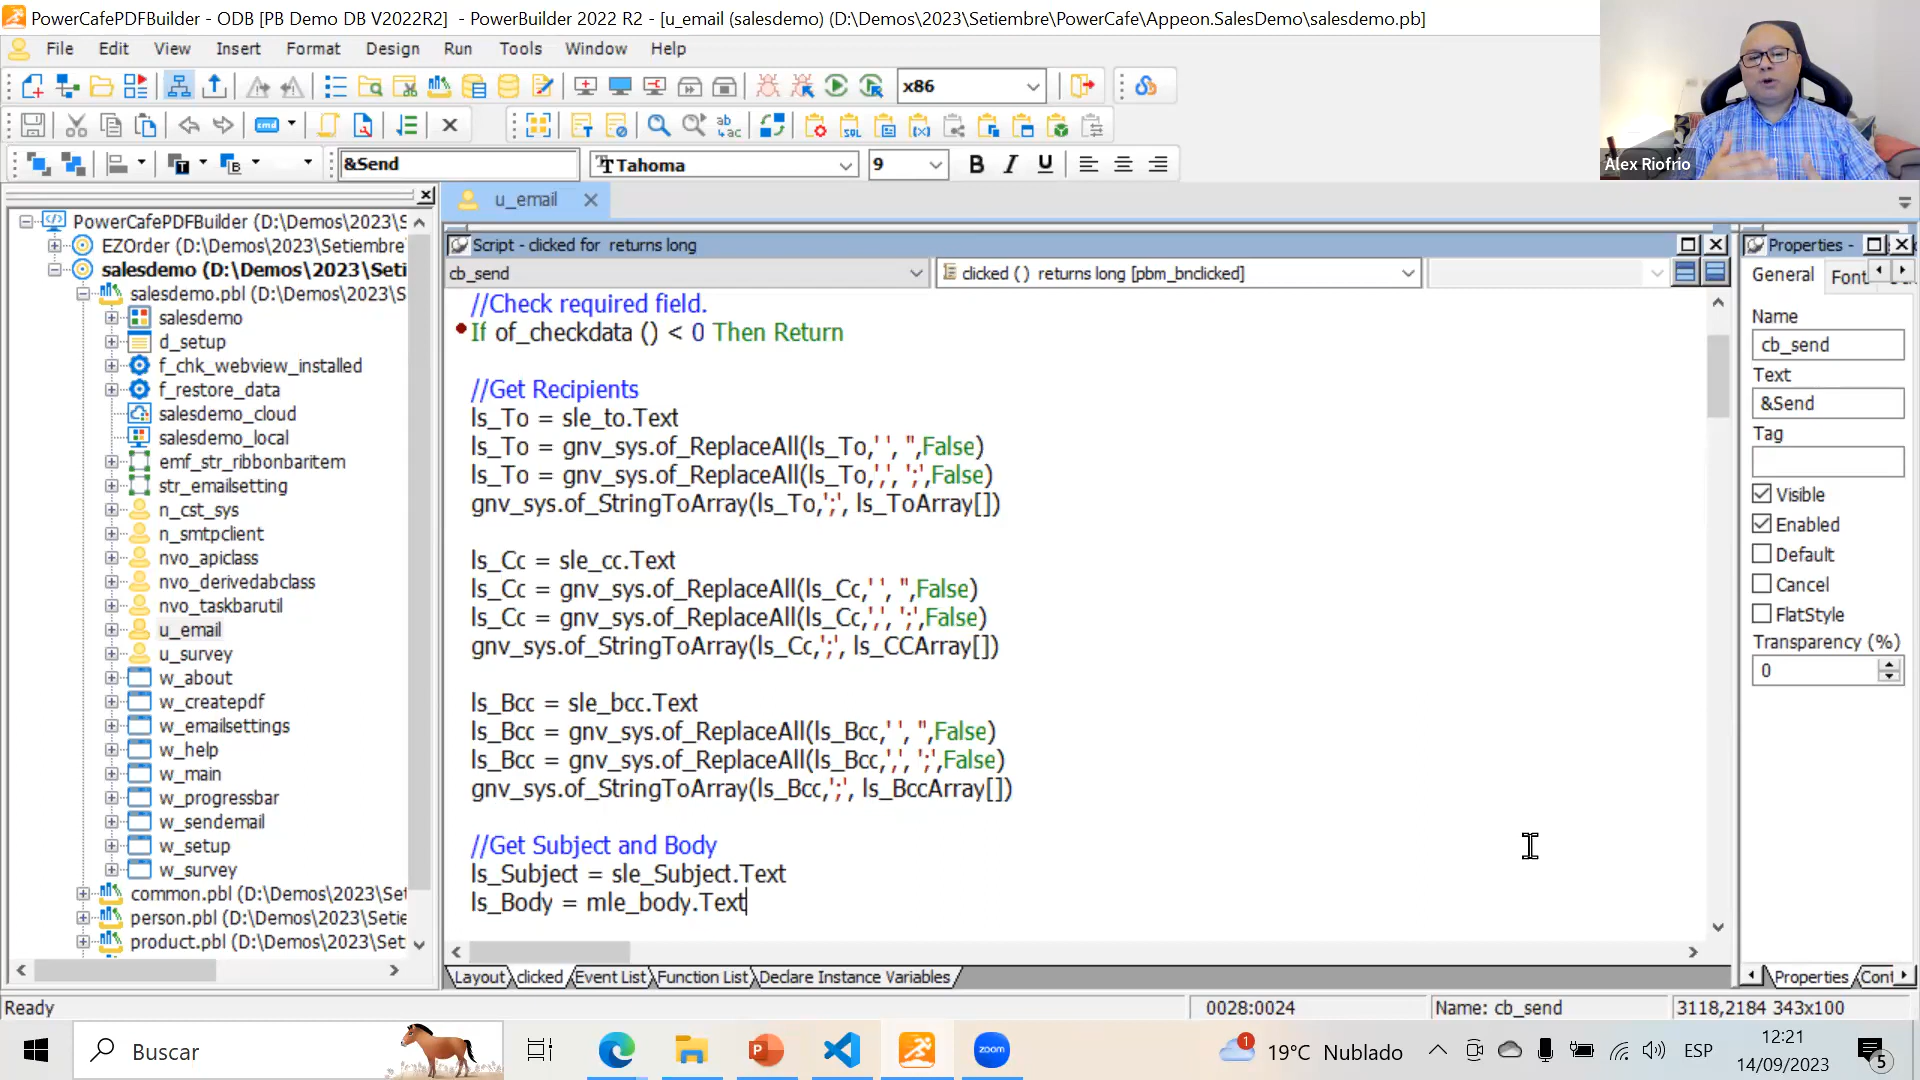 PowerCafePDFBuilder - ODB [PB Demo DB V2022R2] - PowerBuilder 2022 R2 - [u_email (salesdemo) (D:\Demos\2023\Setiembre\PowerCafe\Appeon.SalesDemo\salesdemo.pb]
File Edit View Insert Format Design Run Tools Window Help
x86
&Send
Tahoma
9
B I U
Alex Riofrio
u_email
PowerCafePDFBuilder (D:\Demos\2023\S
EZOrder (D:\Demos\2023\Setiembre
salesdemo (D:\Demos\2023\Seti
salesdemo.pbl (D:\Demos\2023\S
salesdemo
d_setup
f_chk_webview_installed
f_restore_data
salesdemo_cloud
salesdemo_local
emf_str_ribbonbaritem
str_emailsetting
n_cst_sys
n_smtpclient
nvo_apiclass
nvo_derivedabclass
nvo_taskbarutil
u_email
u_survey
w_about
w_createpdf
w_emailsettings
w_help
w_main
w_progressbar
w_sendemail
w_setup
w_survey
common.pbl (D:\Demos\2023\Set
person.pbl (D:\Demos\2023\Setie
product.pbl (D:\Demos\2023\Set
Script - clicked for returns long
cb_send
clicked ( ) returns long [pbm_bnclicked]
//Check required field.
If of_checkdata () < 0 Then Return
//Get Recipients
ls_To = sle_to.Text
ls_To = gnv_sys.of_ReplaceAll(ls_To,' ', '',False)
ls_To = gnv_sys.of_ReplaceAll(ls_To,',', ';',False)
gnv_sys.of_StringToArray(ls_To,';', ls_ToArray[])
ls_Cc = sle_cc.Text
ls_Cc = gnv_sys.of_ReplaceAll(ls_Cc,' ', '',False)
ls_Cc = gnv_sys.of_ReplaceAll(ls_Cc,',', ';',False)
gnv_sys.of_StringToArray(ls_Cc,';', ls_CCArray[])
ls_Bcc = sle_bcc.Text
ls_Bcc = gnv_sys.of_ReplaceAll(ls_Bcc,' ', '',False)
ls_Bcc = gnv_sys.of_ReplaceAll(ls_Bcc,',', ';',False)
gnv_sys.of_StringToArray(ls_Bcc,';', ls_BccArray[])
//Get Subject and Body
ls_Subject = sle_Subject.Text
ls_Body = mle_body.Text
Layout clicked Event List Function List Declare Instance Variables
Properties -
General Font
Name
cb_send
Text
&Send
Tag
Visible
Enabled
Default
Cancel
FlatStyle
Transparency (%)
0
Properties Cont
Ready
0028:0024
Name: cb_send
3118,2184 343x100
Buscar
zoom
1
19°C Nublado
ESP
12:21
14/09/2023
5